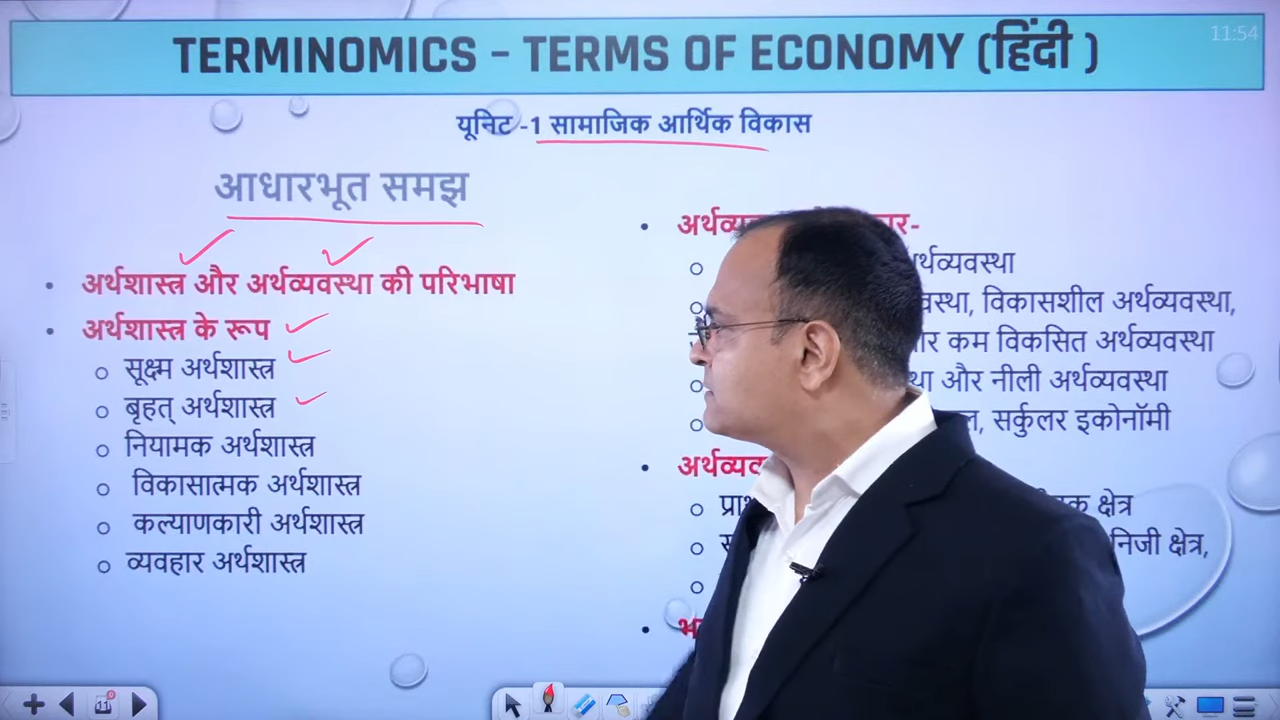 TERMINOMICS - TERMS OF ECONOMY (हिंदी )
11:54
यूनिट -1 सामाजिक आर्थिक विकास
आधारभूत समझ
• अर्थशास्त्र और अर्थव्यवस्था की परिभाषा
• अर्थशास्त्र के रूप
○ सूक्ष्म अर्थशास्त्र
○ बृहत् अर्थशास्त्र
○ नियामक अर्थशास्त्र
○ विकासात्मक अर्थशास्त्र
○ कल्याणकारी अर्थशास्त्र
○ व्यवहार अर्थशास्त्र
○ अर्थव्यवस्था
विकासशील अर्थव्यवस्था,
कम विकसित अर्थव्यवस्था
और नीली अर्थव्यवस्था
सर्कुलर इकोनॉमी
क्षेत्र
निजी क्षेत्र,
11